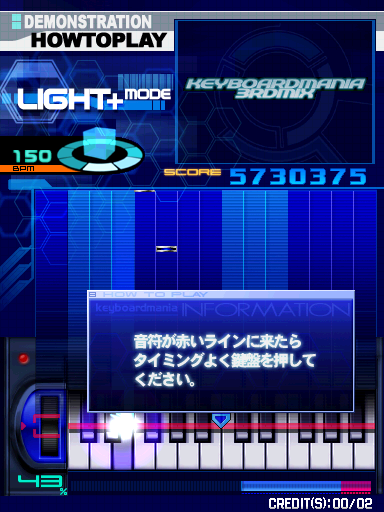 DEMONSTRATION
HOWTOPLAY
LIGHT+ MODE
KEYBOARDMANIA
3RDMIX
150
BPM
SCORE 5730375
HOW TO PLAY
keyboardmania INFORMATION
音符が赤いラインに来たら
タイミングよく鍵盤を押して
ください。
43%
CREDIT(S):00/02